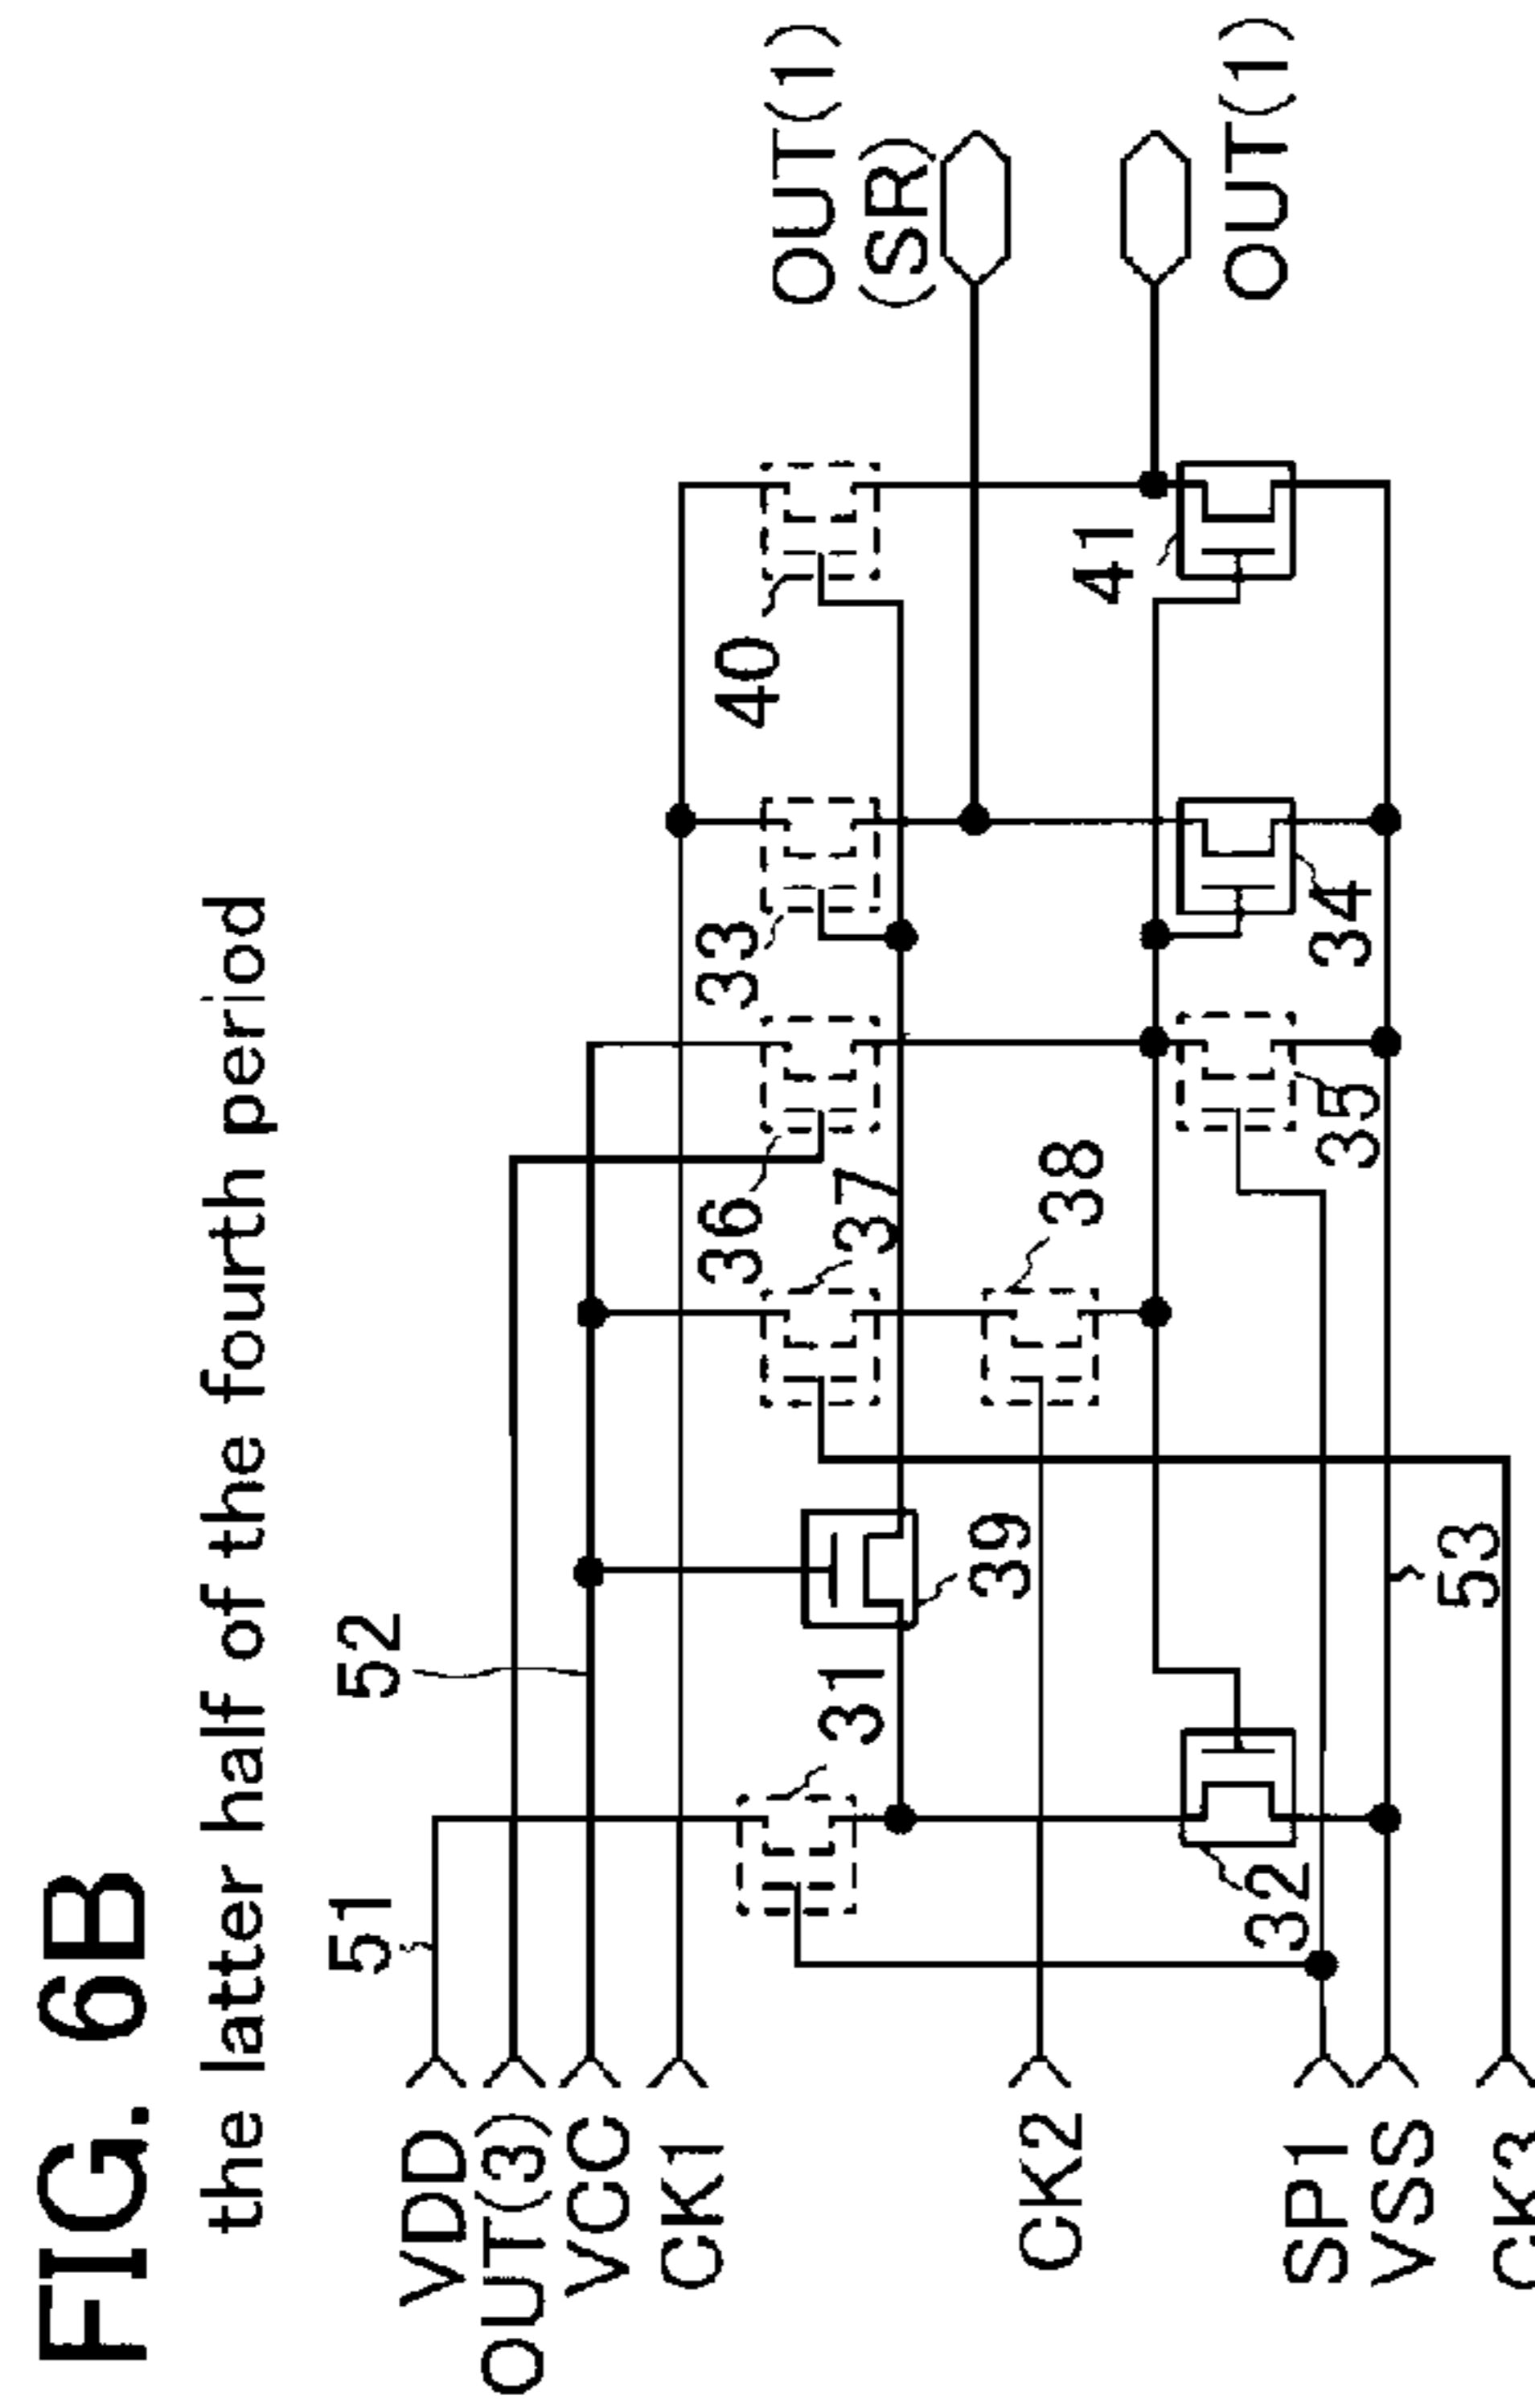 FIG. 6B
the latter half of the fourth period
51
52
VDD
OUT(3)
VCC
CK1
CK2
SP1
VSS
CK3
31
32
39
53
37
38
36
35
33
34
40
41
OUT(1)
(SR)
OUT(1)